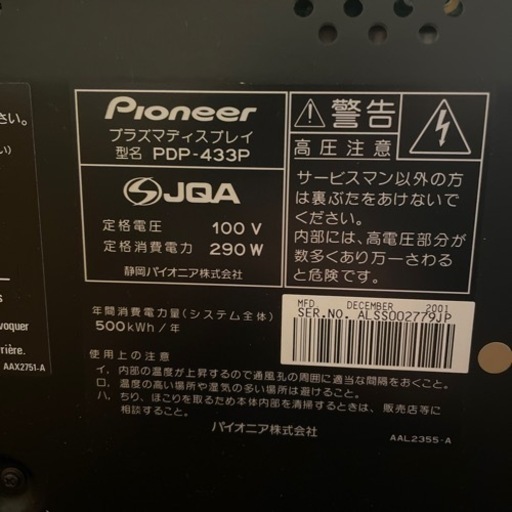 さい。
い)
s
voquer
rrière.
AAX2751-A
Pioneer
プラズマディスプレイ
型名 PDP-433P
JQA
定格電圧 100 V
定格消費電力 290 W
静岡パイオニア株式会社
警告
高圧注意
サービスマン以外の方
は裏ぶたをあけないで
ください。
内部には、高電圧部分が
数多くあり万一さわる
と危険です。
年間消費電力量(システム全体)
500 kWh / 年
MFD DECEMBER 2001
SER.NO. ALSS002779JP
使用上の注意
イ、内部の温度が上昇するので通風孔の周囲に適当な間隔をおくこと。
ロ、温度の高い場所や湿気の多い場所は避けること。
ハ、ちり、ほこりを取るため本体内部を清掃するときは、販売店等に
相談すること。
パイオニア株式会社
AAL2355-A